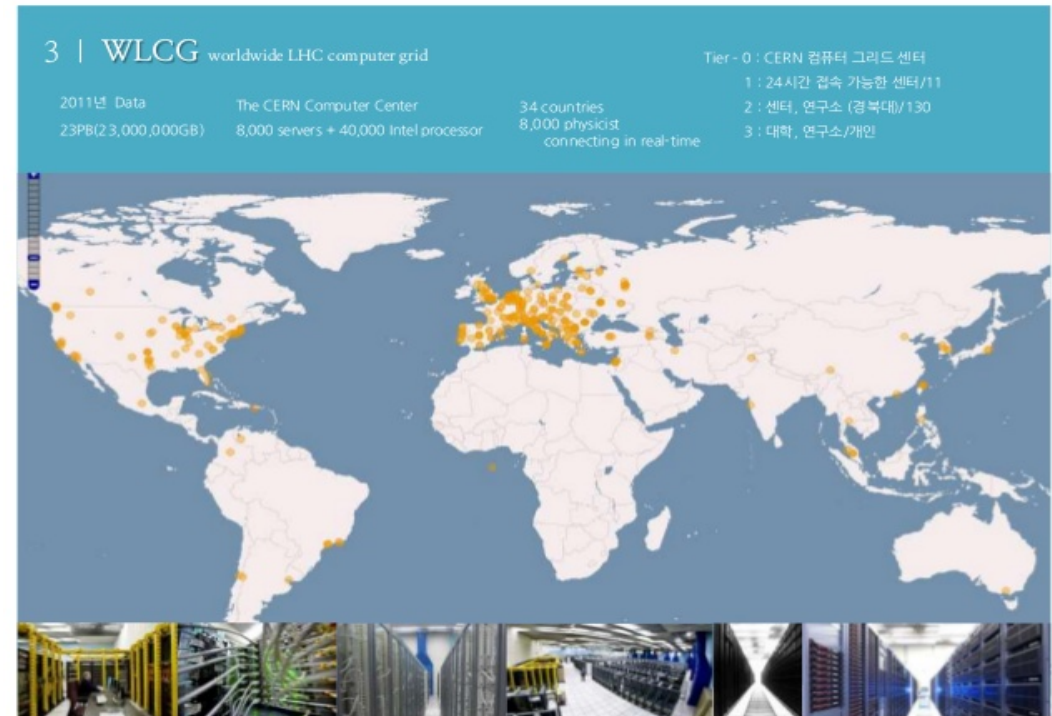 3 | WLCG worldwide LHC computer grid
2011년 Data
23PB(23,000,000GB)
The CERN Computer Center
8,000 servers + 40,000 Intel processor
34 countries
8,000 physicist
connecting in real-time
Tier - 0 : CERN 컴퓨터 그리드 센터
1 : 24시간 접속 가능한 센터/11
2 : 센터, 연구소 (경북대)/130
3 : 대학, 연구소/개인